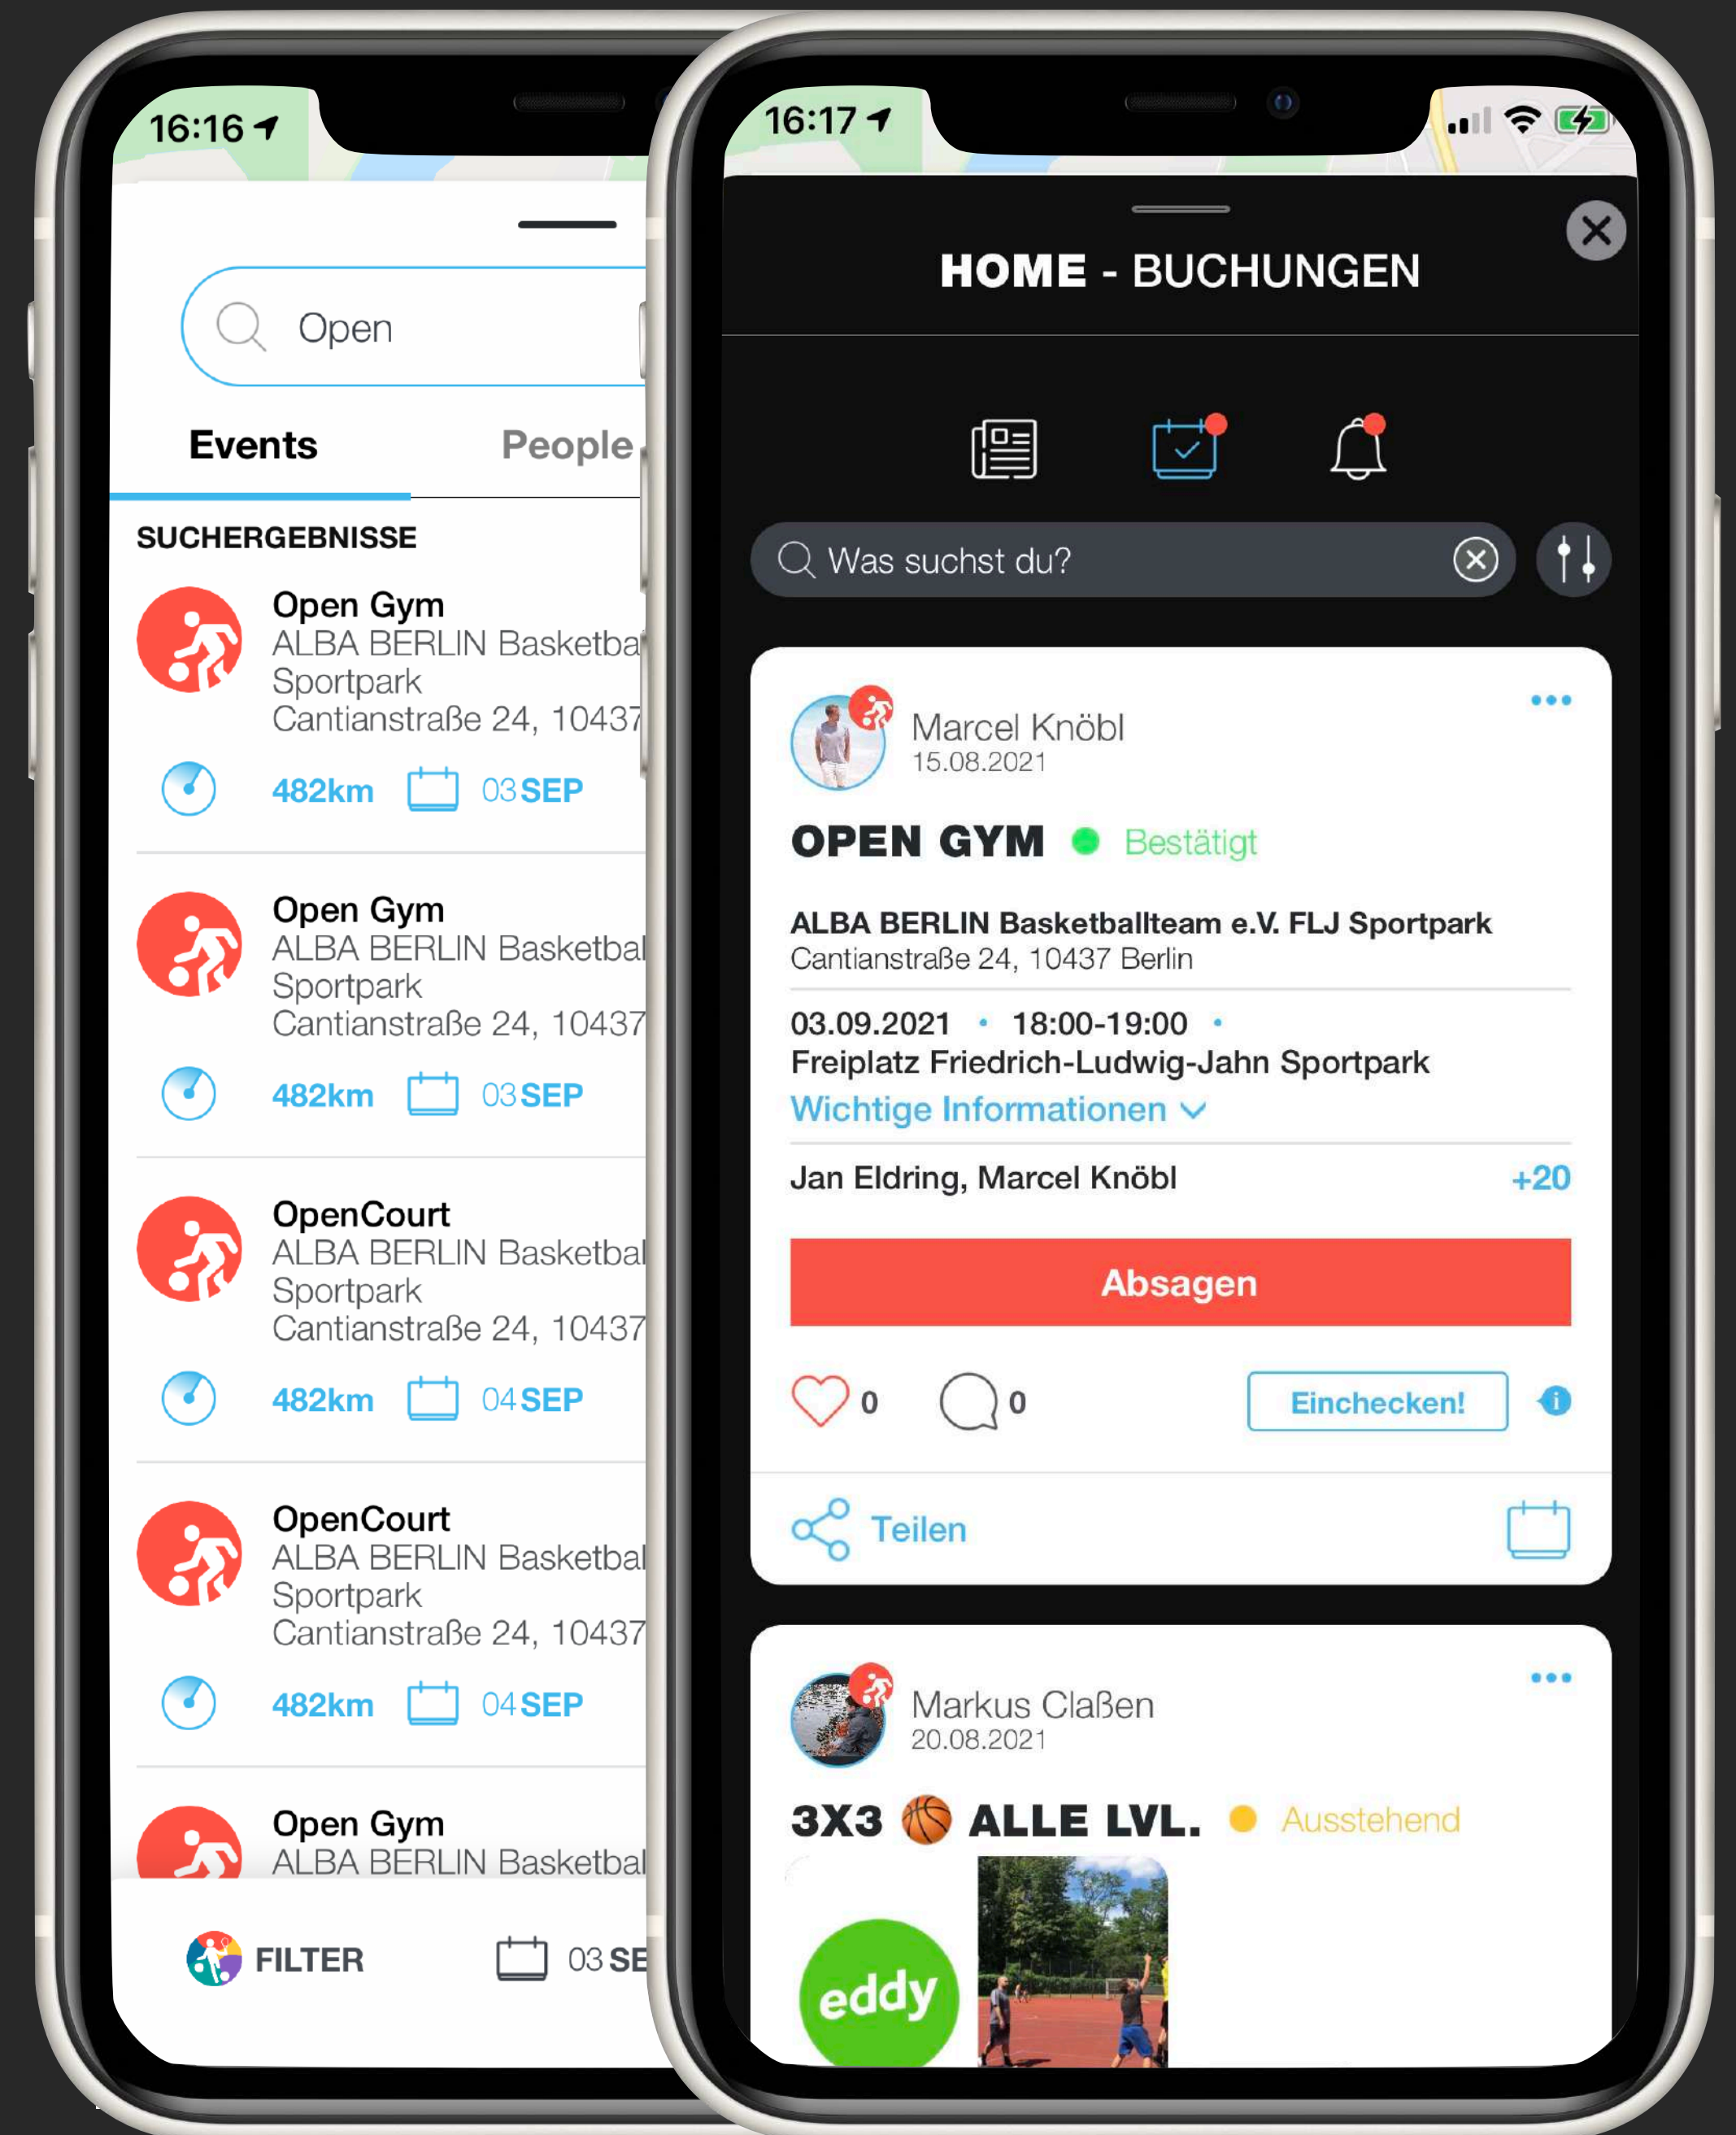 16:16
Open
Events
People
SUCHERGEBNISSE
Open Gym
ALBA BERLIN Basketba
Sportpark
Cantianstraße 24, 10437
482km
03 SEP
Open Gym
ALBA BERLIN Basketbal
Sportpark
Cantianstraße 24, 10437
482km
03 SEP
OpenCourt
ALBA BERLIN Basketbal
Sportpark
Cantianstraße 24, 10437
482km
04 SEP
OpenCourt
ALBA BERLIN Basketbal
Sportpark
Cantianstraße 24, 10437
482km
04 SEP
Open Gym
ALBA BERLIN Basketbal
FILTER
03 SE
16:17
HOME - BUCHUNGEN
Was suchst du?
Marcel Knöbl
15.08.2021
OPEN GYM
Bestätigt
ALBA BERLIN Basketballteam e.V. FLJ Sportpark
Cantianstraße 24, 10437 Berlin
03.09.2021 • 18:00-19:00 •
Freiplatz Friedrich-Ludwig-Jahn Sportpark
Wichtige Informationen
Jan Eldring, Marcel Knöbl
+20
Absagen
0
0
Einchecken!
i
Teilen
Markus Claßen
20.08.2021
3X3 🏀 ALLE LVL.
Ausstehend
eddy